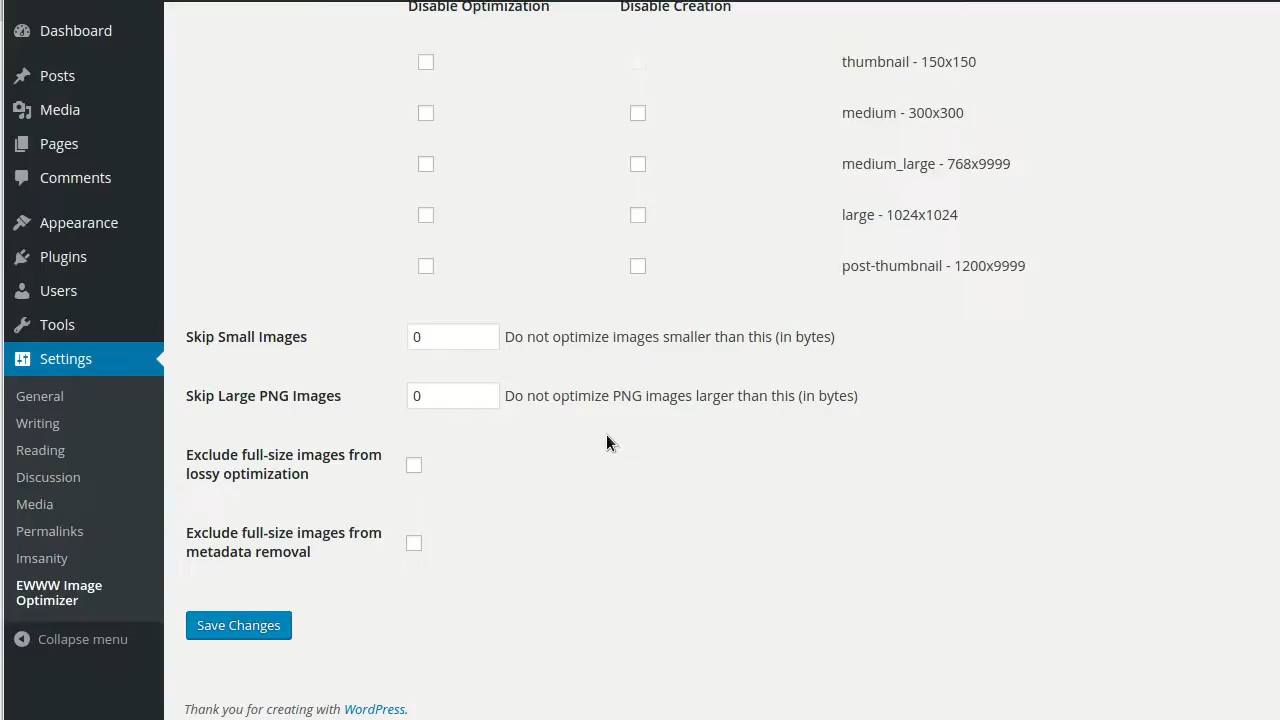 Disable Optimization Disable Creation
Dashboard
thumbnail - 150x150
Posts
Media
medium - 300x300
Pages
medium_large - 768x9999
Comments
large - 1024x1024
Appearance
Plugins
post-thumbnail - 1200x9999
Users
Tools
Skip Small Images 0 Do not optimize images smaller than this (in bytes)
Settings
General
Skip Large PNG Images 0 Do not optimize PNG images larger than this (in bytes)
Writing
Reading
Exclude full-size images from
lossy optimization
Discussion
Media
Permalinks
Exclude full-size images from
metadata removal
Imsanity
EWWW Image
Optimizer
Save Changes
Collapse menu
Thank you for creating with WordPress.